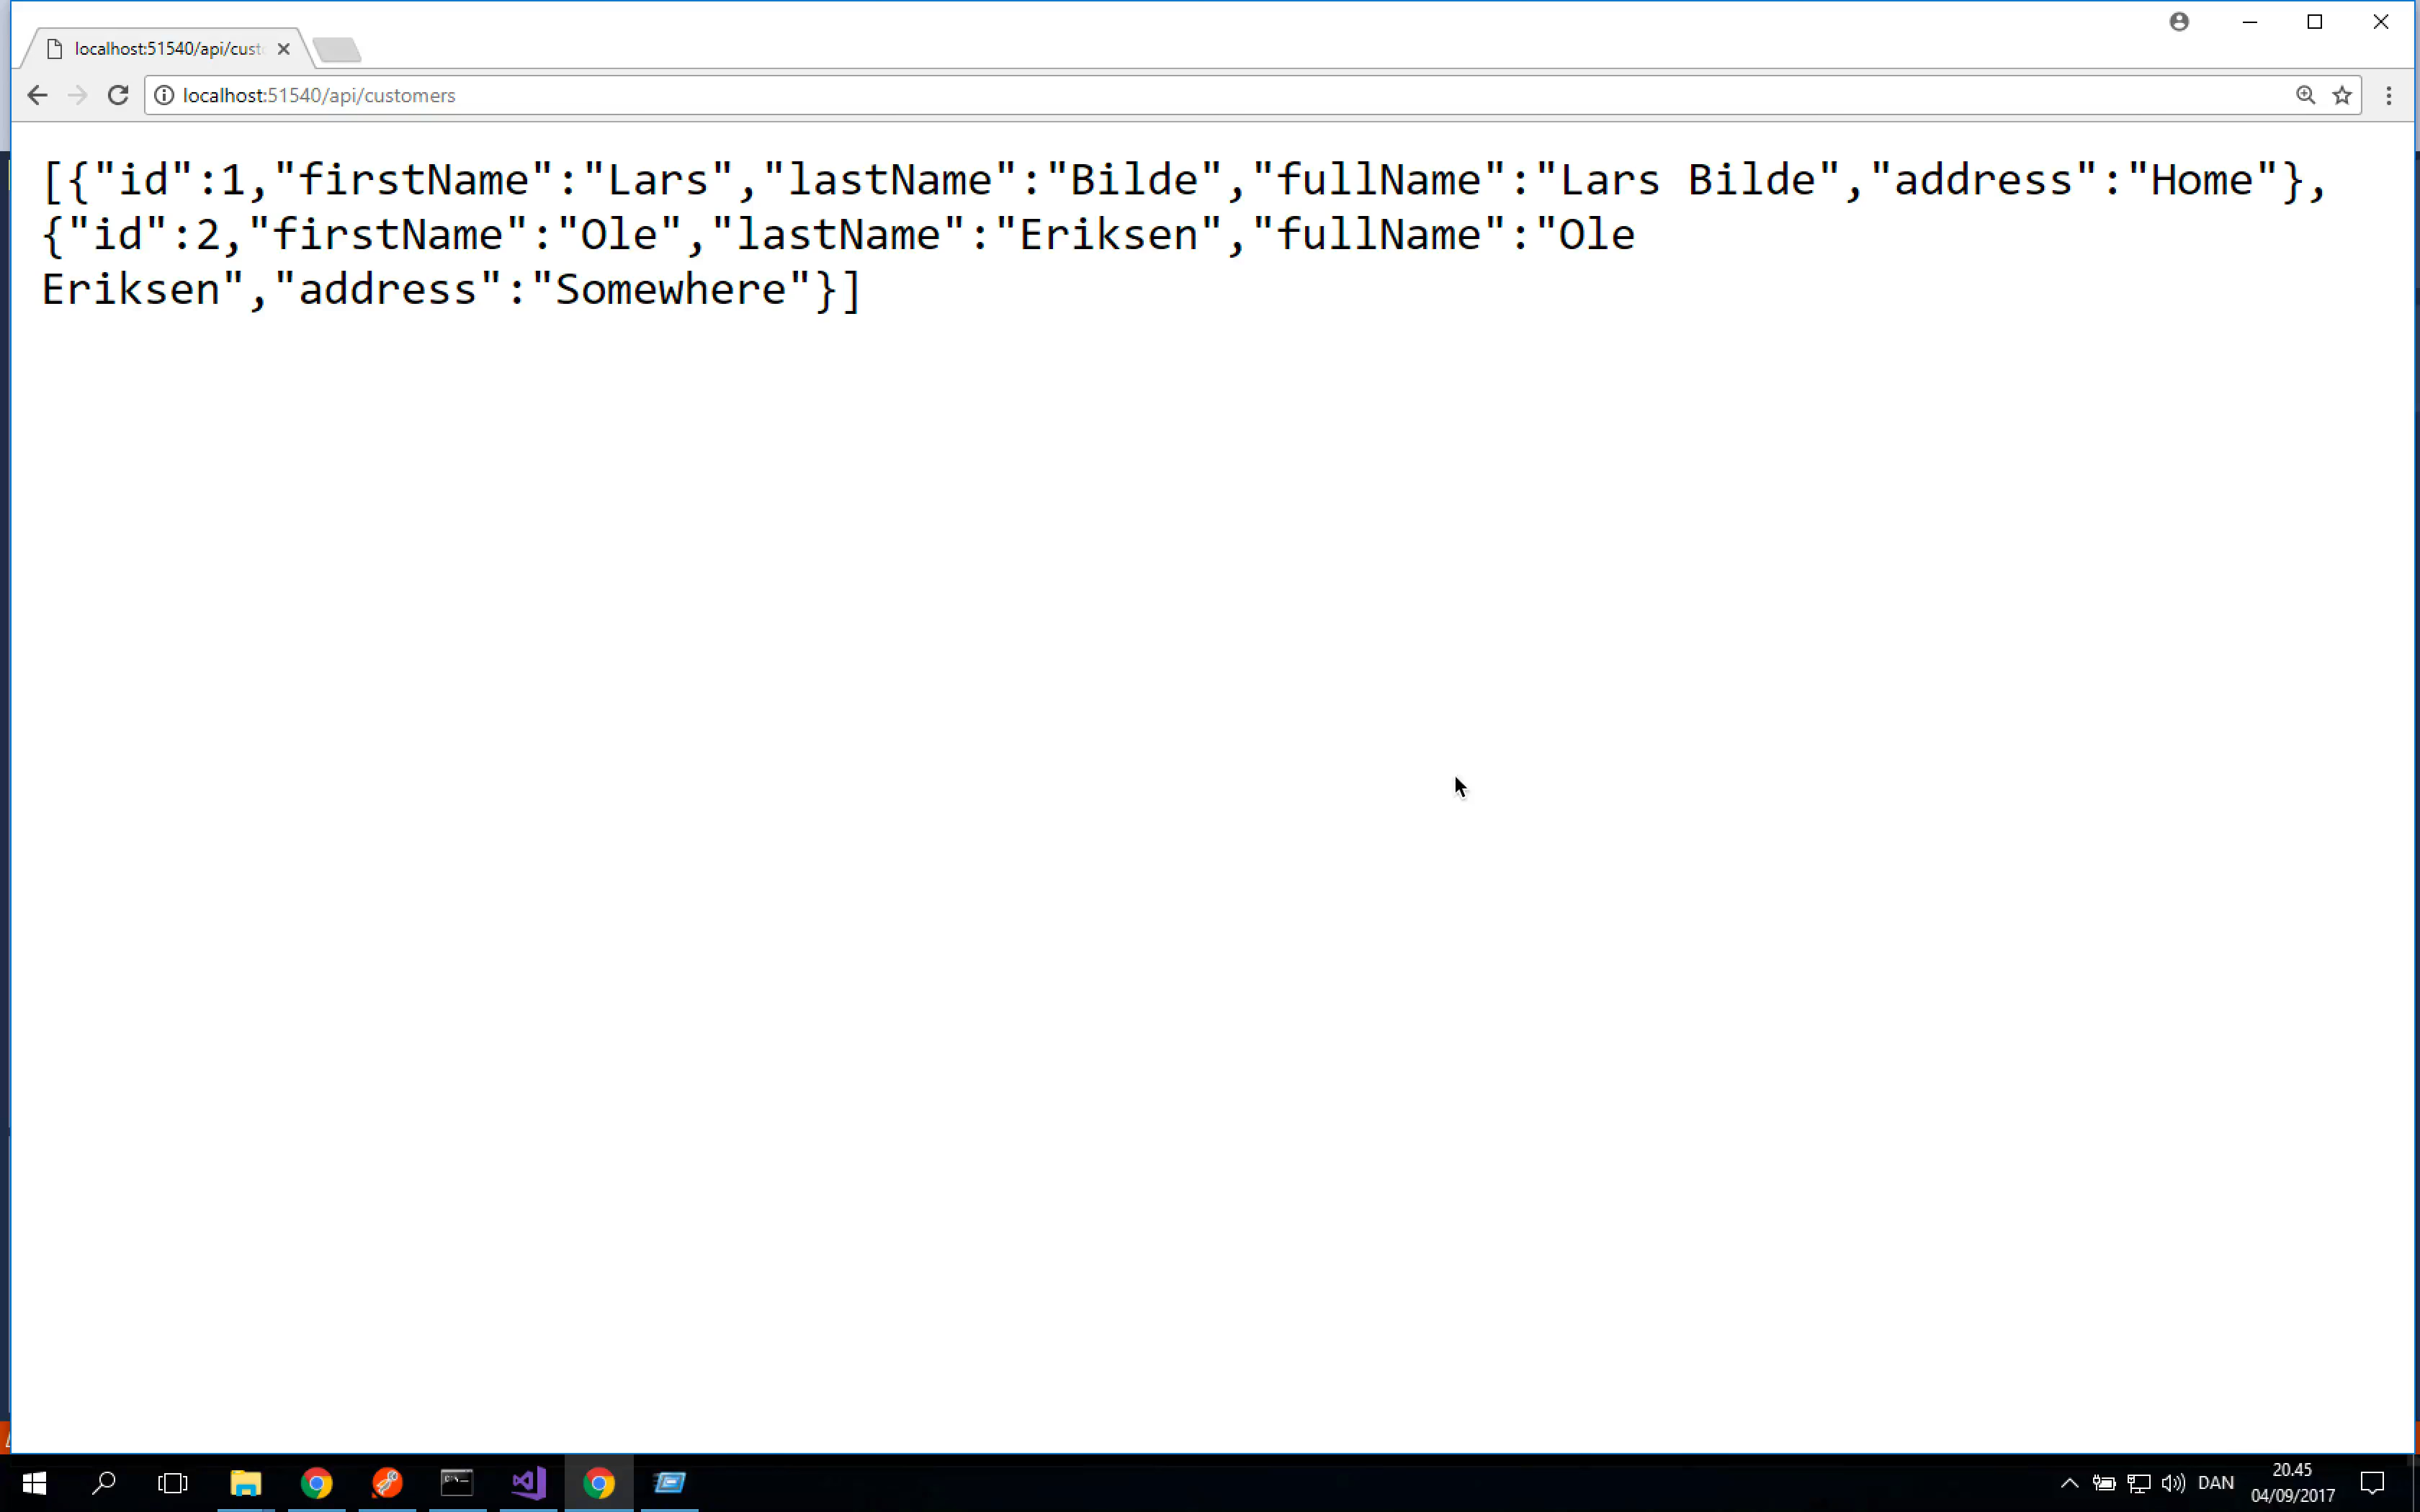 localhost:51540/api/cust
localhost:51540/api/customers
[{"id":1,"firstName":"Lars","lastName":"Bilde","fullName":"Lars Bilde","address":"Home"},
{"id":2,"firstName":"Ole","lastName":"Eriksen","fullName":"Ole
Eriksen","address":"Somewhere"}]
DAN
20.45
04/09/2017